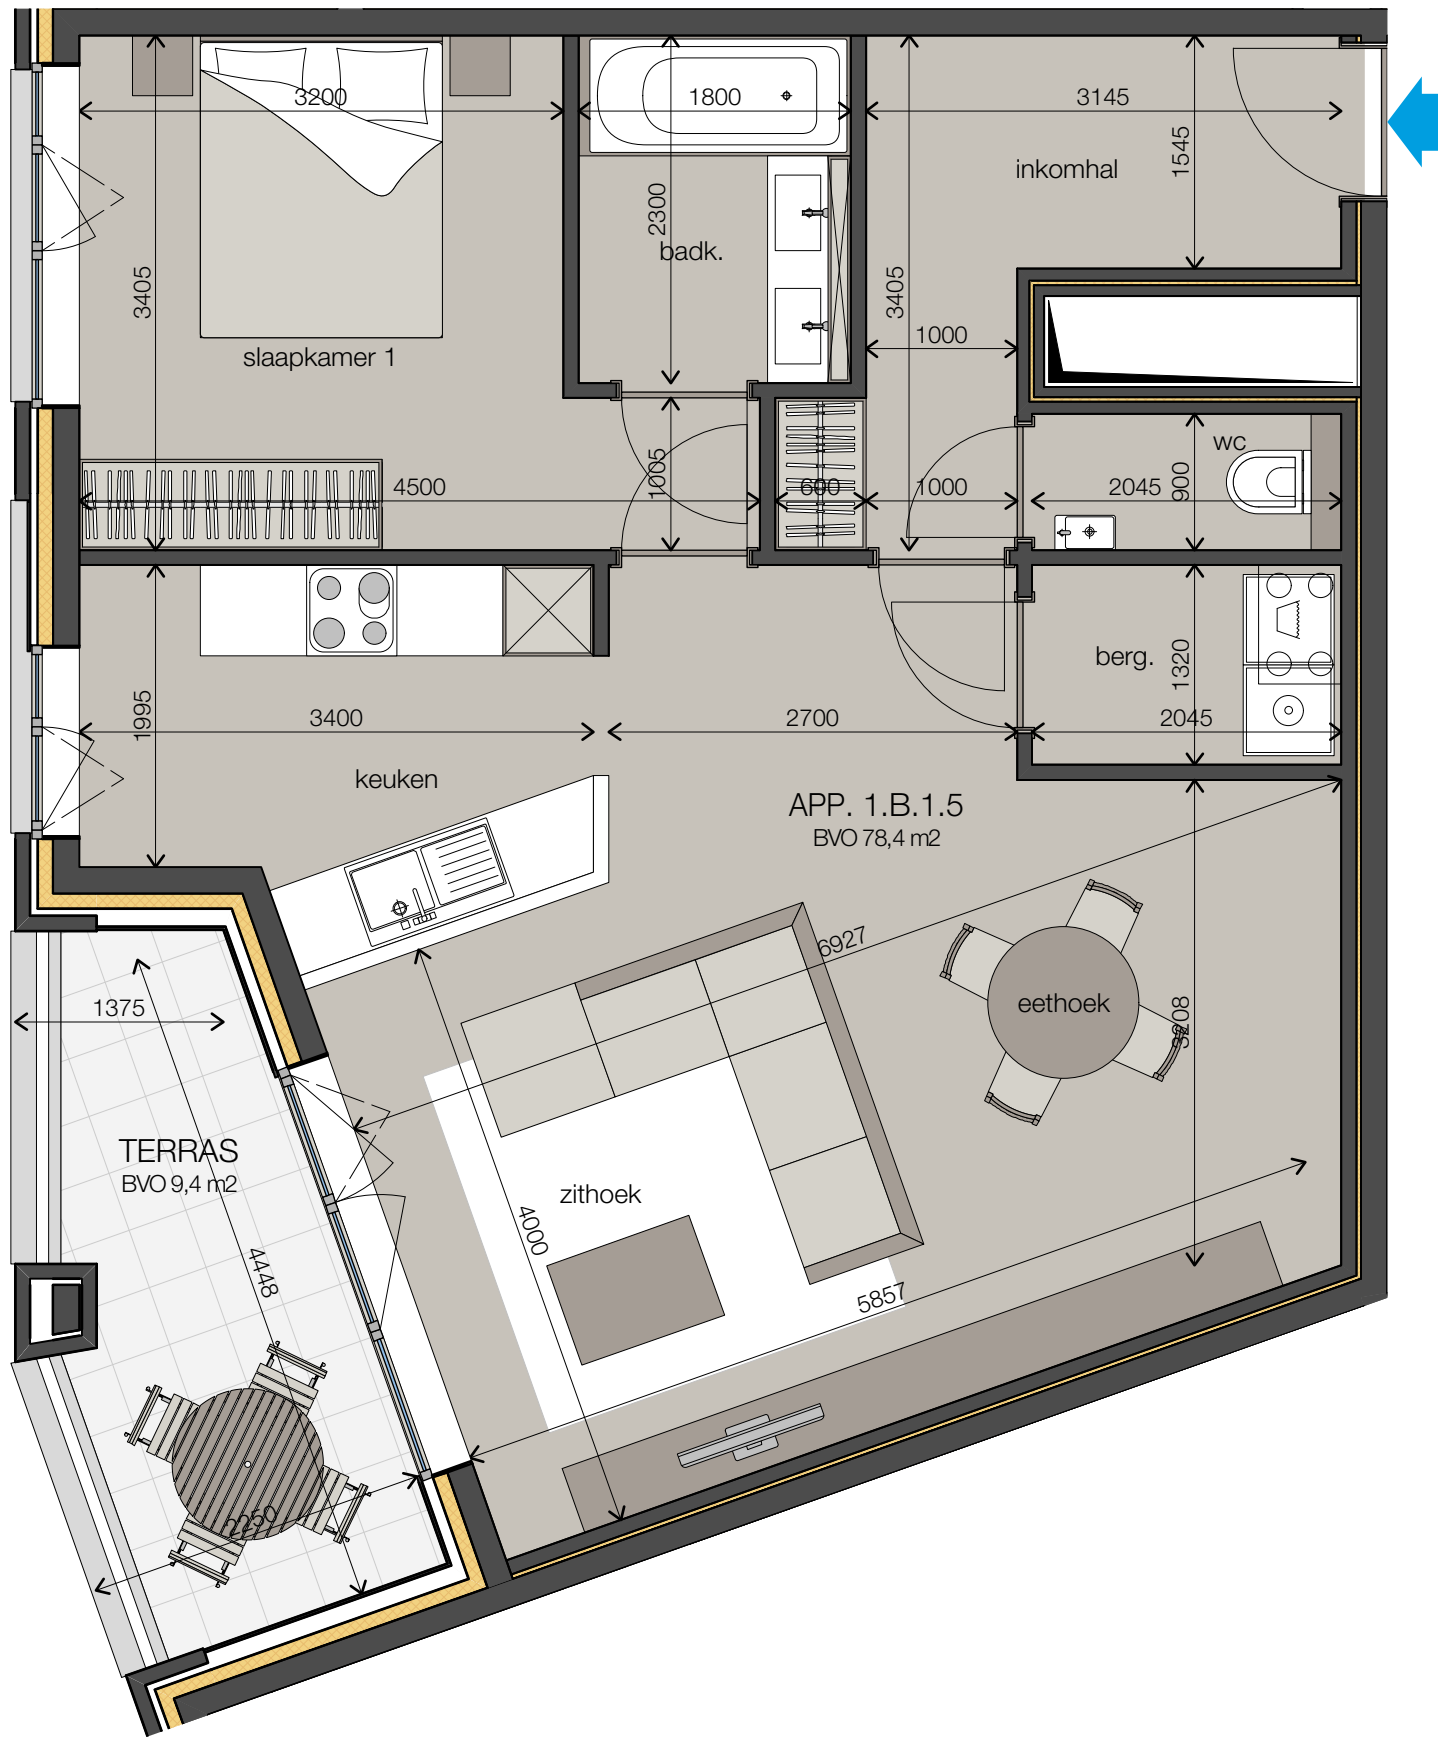 3200
1800
3145
inkomhal
1545
2300
badk.
3405
3405
slaapkamer 1
1000
wc
4500
1005
600
1000
2045
900
berg.
1320
1995
3400
2700
2045
keuken
APP. 1.B.1.5
BVO 78,4 m2
6927
1375
eethoek
3208
TERRAS
BVO 9,4 m2
zithoek
4000
4448
5857
2250